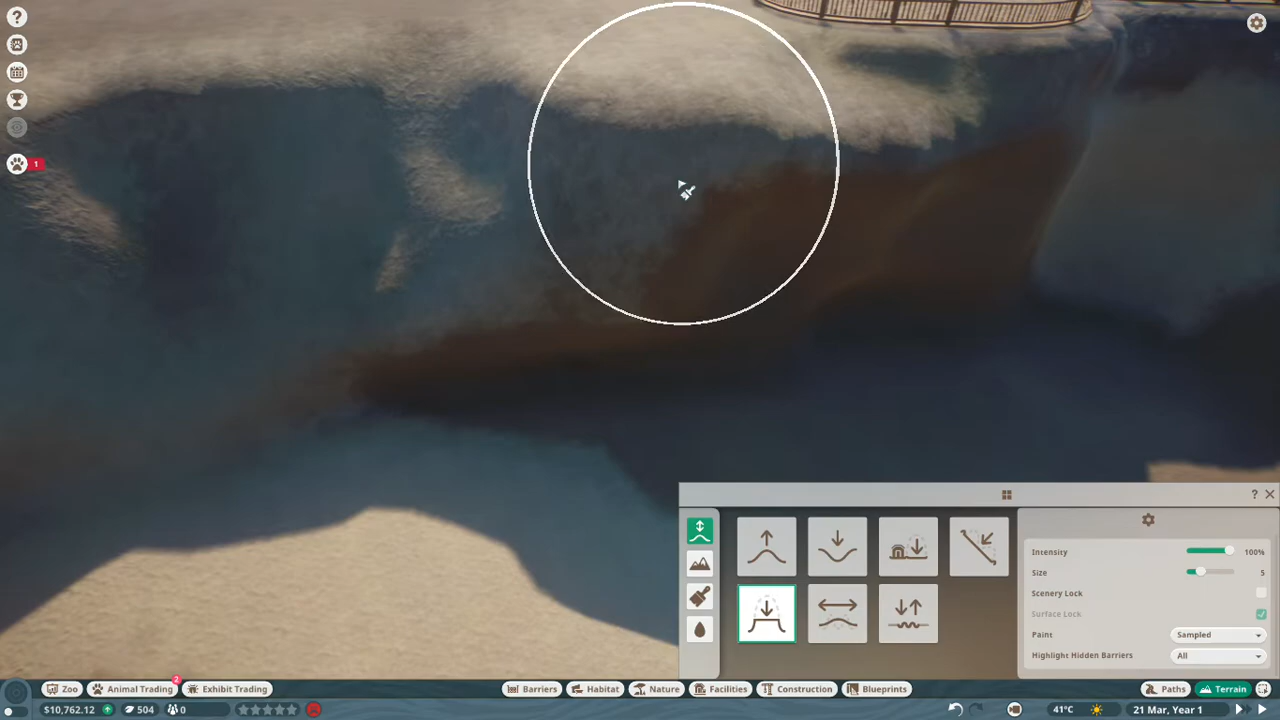 ?
1
?
Intensity 100%
Size 5
Scenery Lock
Surface Lock
Paint Sampled
Highlight Hidden Barriers All
Zoo Animal Trading 2 Exhibit Trading Barriers Habitat Nature Facilities Construction Blueprints Paths Terrain
$10,762.12 504 0 41°C 21 Mar, Year 1